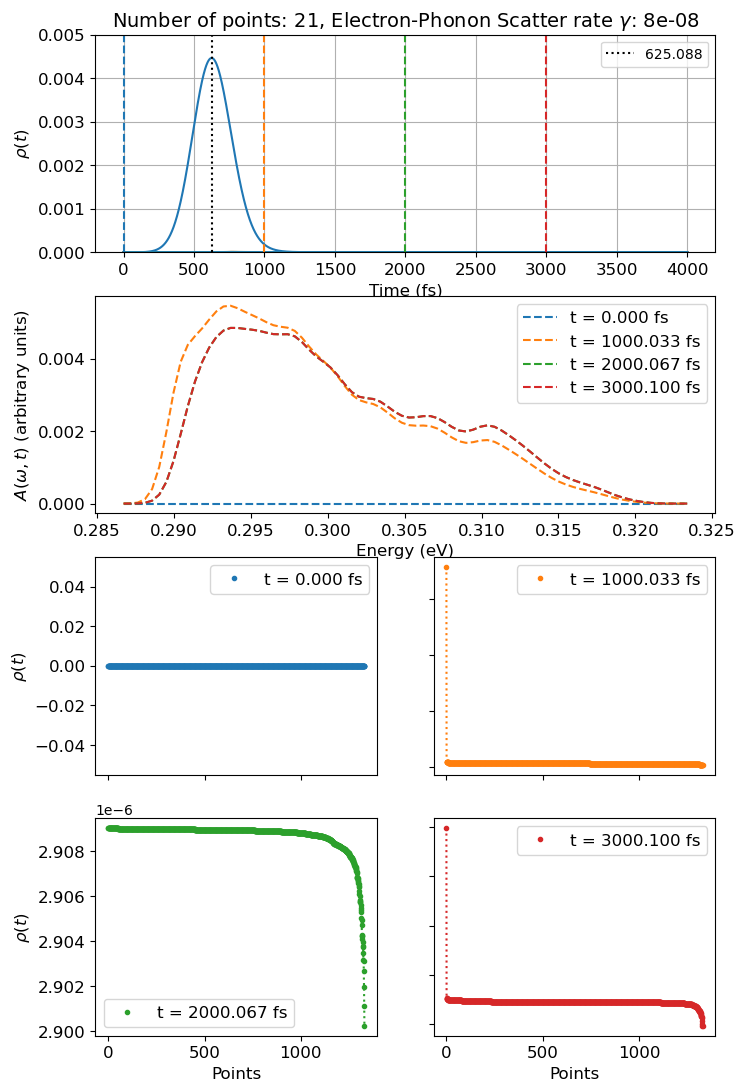 Number of points: 21, Electron-Phonon Scatter rate γ: 8e-08
0.005
0.004
0.003
0.002
0.001
0.000
ρ(t)
625.088
0 500 1000 1500 2000 2500 3000 3500 4000
Time (fs)
0.004
0.002
0.000
A(ω, t) (arbitrary units)
t = 0.000 fs
t = 1000.033 fs
t = 2000.067 fs
t = 3000.100 fs
0.285 0.290 0.295 0.300 0.305 0.310 0.315 0.320 0.325
Energy (eV)
0.04
0.02
0.00
−0.02
−0.04
ρ(t)
t = 0.000 fs
t = 1000.033 fs
1e−6
2.908
2.906
2.904
2.902
2.900
ρ(t)
t = 2000.067 fs
0 500 1000
Points
t = 3000.100 fs
0 500 1000
Points